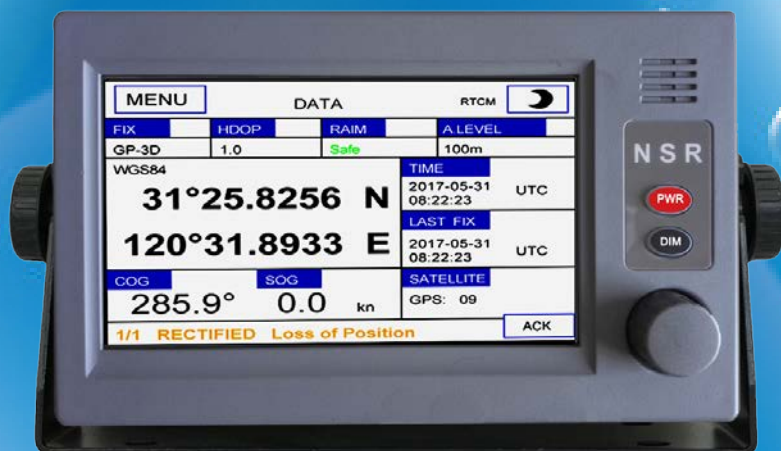 MENU DATA RTCM
FIX HDOP RAIM A.LEVEL
GP-3D 1.0 Safe 100m
WGS84
31°25.8256 N
120°31.8933 E
TIME
2017-05-31
08:22:23 UTC
LAST FIX
2017-05-31
08:22:23 UTC
COG SOG
285.9° 0.0 kn
SATELLITE
GPS: 09
1/1 RECTIFIED Loss of Position ACK
NSR
PWR
DIM